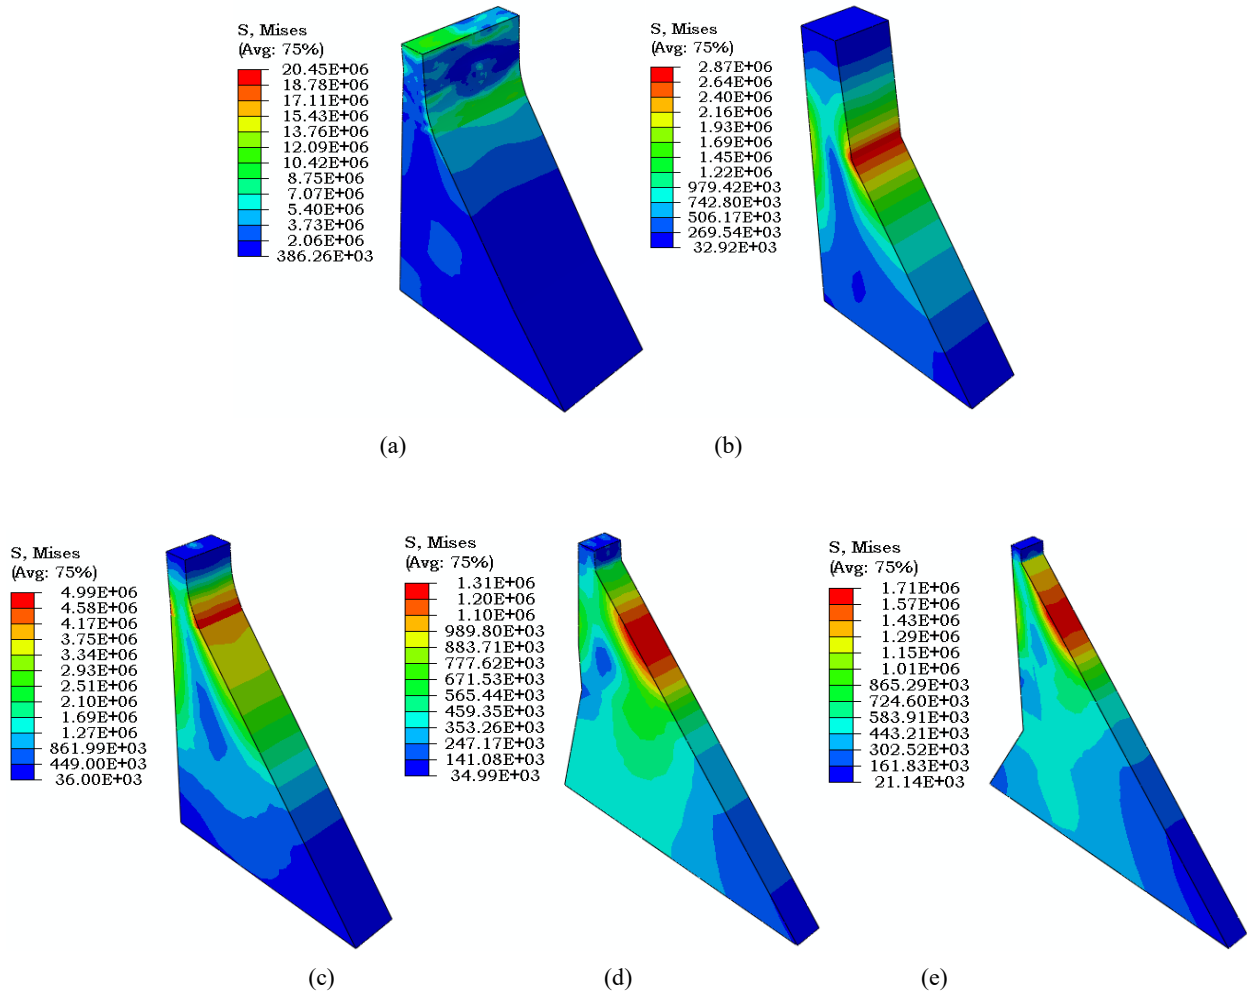 S, Mises
(Avg: 75%)
20.45E+06
18.78E+06
17.11E+06
15.43E+06
13.76E+06
12.09E+06
10.42E+06
8.75E+06
7.07E+06
5.40E+06
3.73E+06
2.06E+06
386.26E+03
(a)
S, Mises
(Avg: 75%)
2.87E+06
2.64E+06
2.40E+06
2.16E+06
1.93E+06
1.69E+06
1.45E+06
1.22E+06
979.42E+03
742.80E+03
506.17E+03
269.54E+03
32.92E+03
(b)
S, Mises
(Avg: 75%)
4.99E+06
4.58E+06
4.17E+06
3.75E+06
3.34E+06
2.93E+06
2.51E+06
2.10E+06
1.69E+06
1.27E+06
861.99E+03
449.00E+03
36.00E+03
(c)
S, Mises
(Avg: 75%)
1.31E+06
1.20E+06
1.10E+06
989.80E+03
883.71E+03
777.62E+03
671.53E+03
565.44E+03
459.35E+03
353.26E+03
247.17E+03
141.08E+03
34.99E+03
(d)
S, Mises
(Avg: 75%)
1.71E+06
1.57E+06
1.43E+06
1.29E+06
1.15E+06
1.01E+06
865.29E+03
724.60E+03
583.91E+03
443.21E+03
302.52E+03
161.83E+03
21.14E+03
(e)